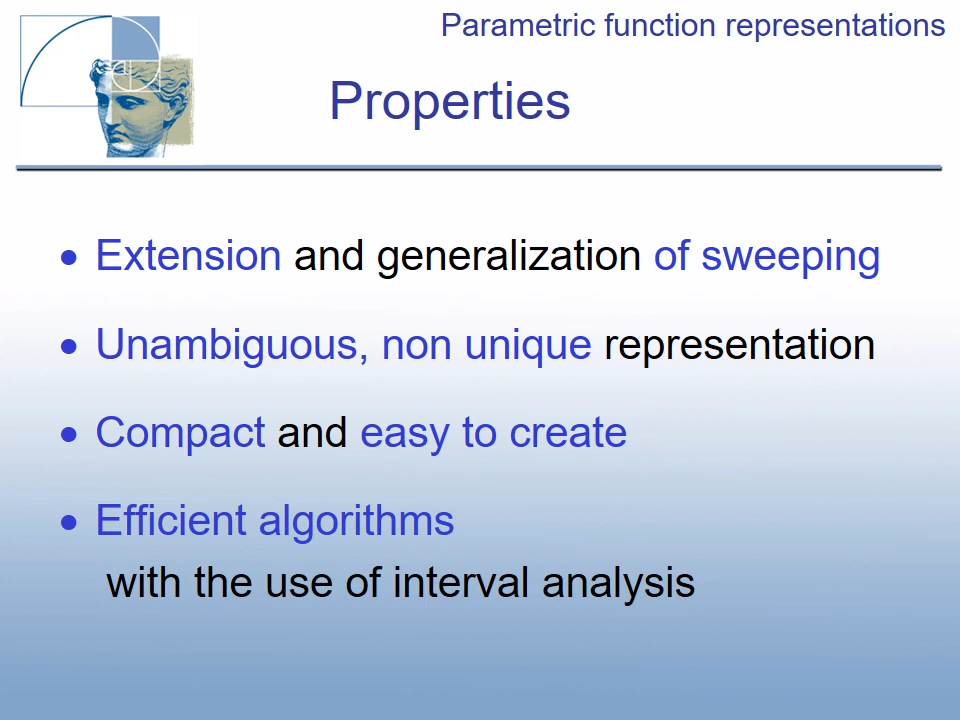 Parametric function representations
Properties
• Extension and generalization of sweeping
• Unambiguous, non unique representation
• Compact and easy to create
• Efficient algorithms
with the use of interval analysis